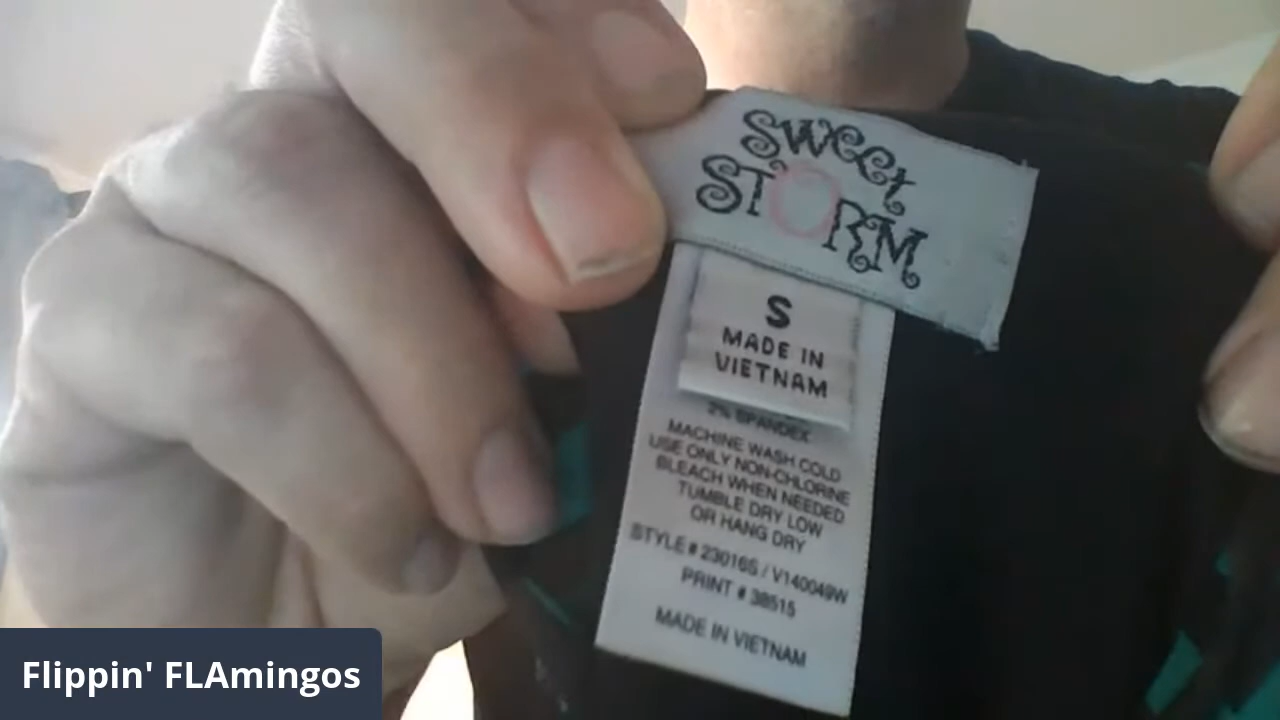 Sweet
STORM
S
MADE IN
VIETNAM
2% SPANDEX
MACHINE WASH COLD
USE ONLY NON-CHLORINE
BLEACH WHEN NEEDED
TUMBLE DRY LOW
OR HANG DRY
STYLE # 23016S / V140049W
PRINT # 38515
MADE IN VIETNAM
Flippin' FLAmingos